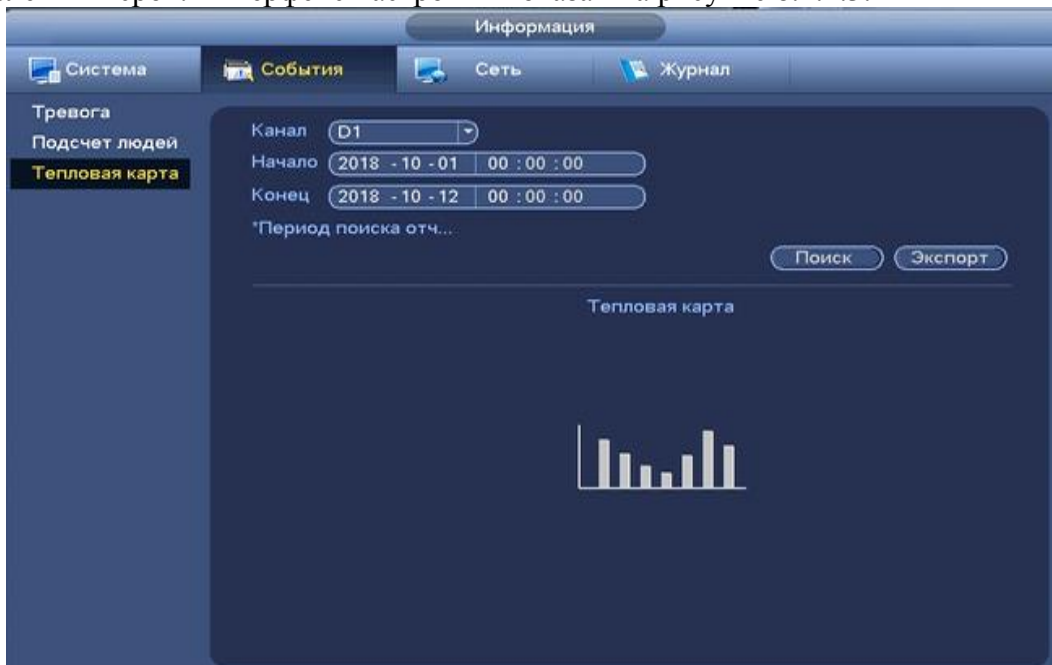 Информация
Система События Сеть Журнал
Тревога
Подсчет людей
Тепловая карта
Канал D1
Начало 2018 - 10 - 01 00 : 00 : 00
Конец 2018 - 10 - 12 00 : 00 : 00
*Период поиска отч...
Поиск Экспорт
Тепловая карта